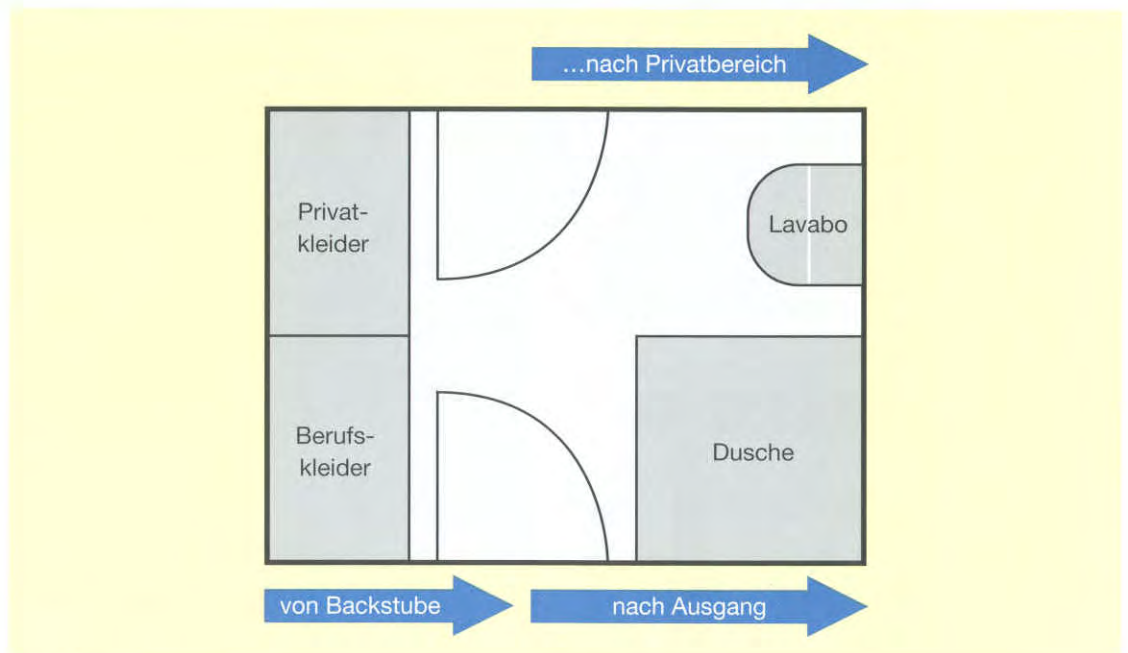 ...nach Privatbereich
Privat-
kleider
Lavabo
Berufs-
kleider
Dusche
von Backstube
nach Ausgang